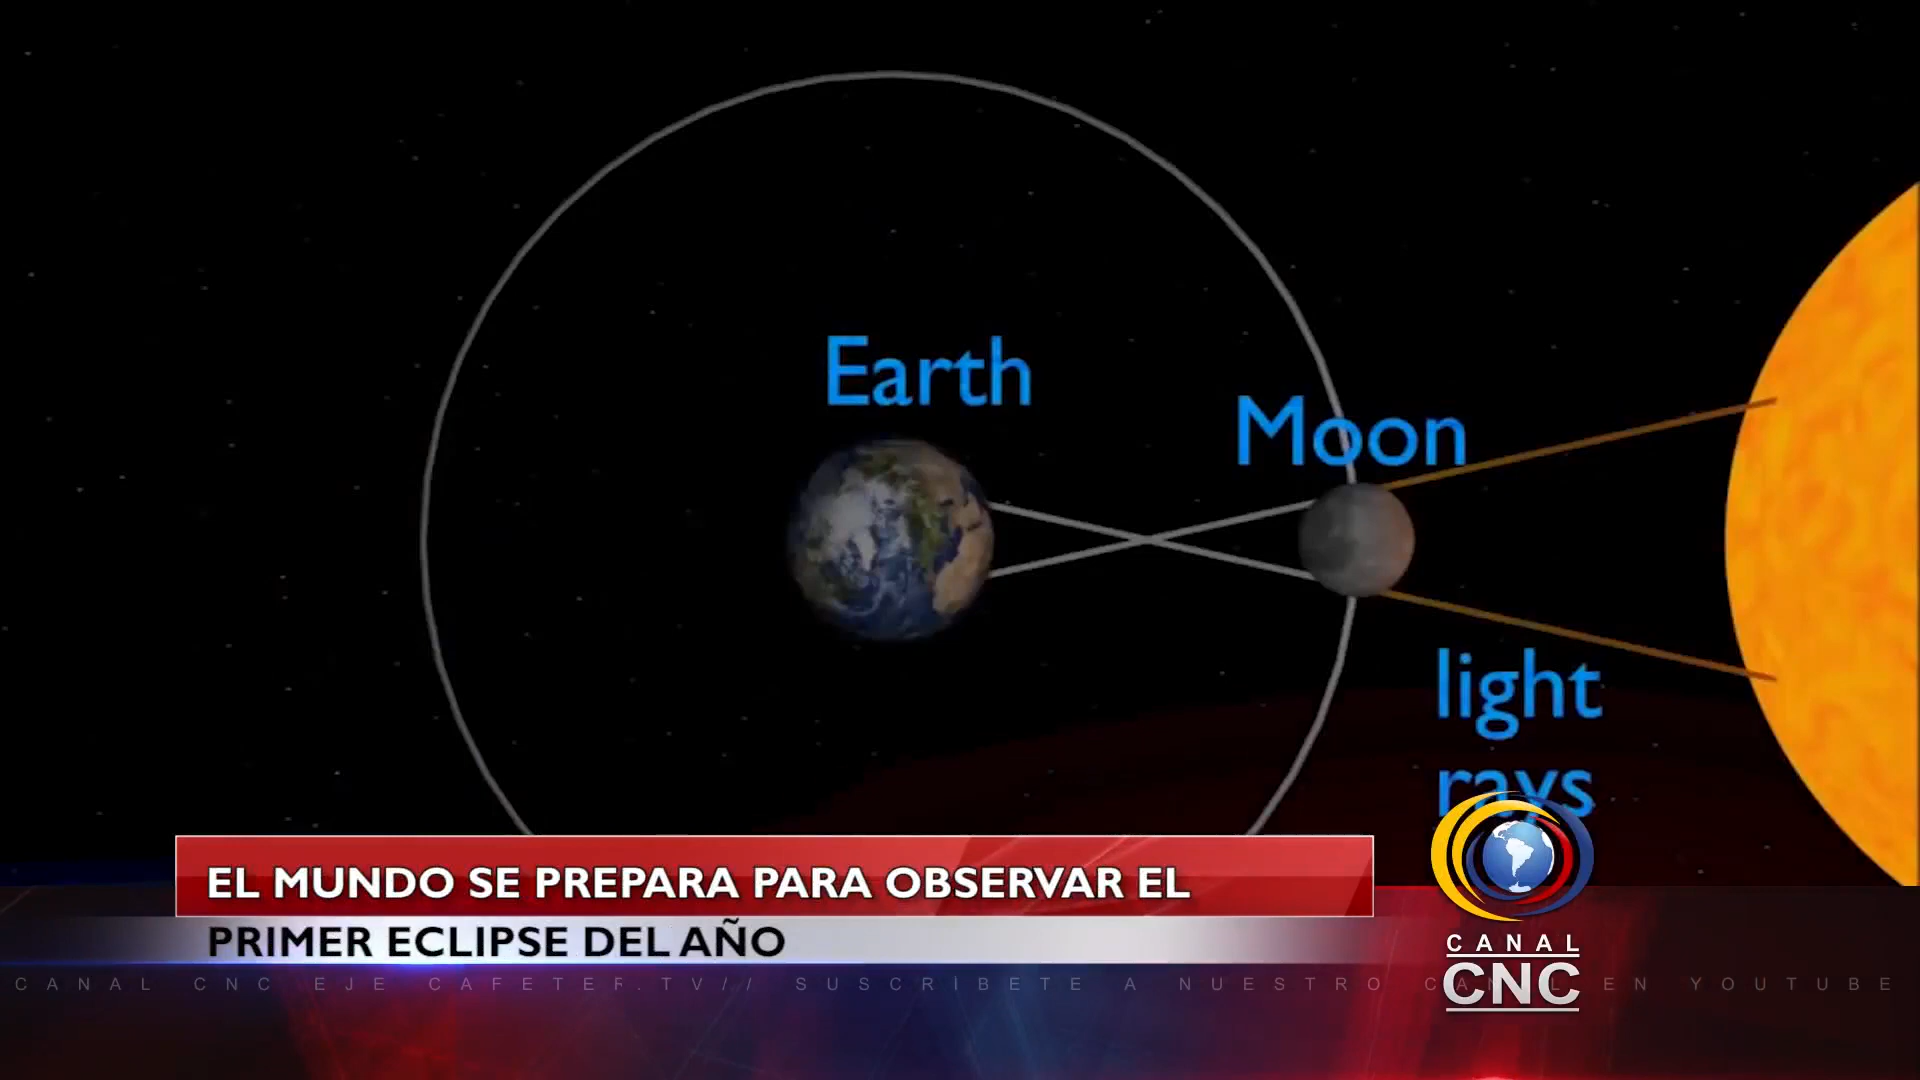 Earth
Moon
light
rays
EL MUNDO SE PREPARA PARA OBSERVAR EL
PRIMER ECLIPSE DEL AÑO
CANAL
CNC
CANAL CNC EJE CAFETEF.TV// SUSCRIBETE A NUESTRO CANAL EN YOUTUBE